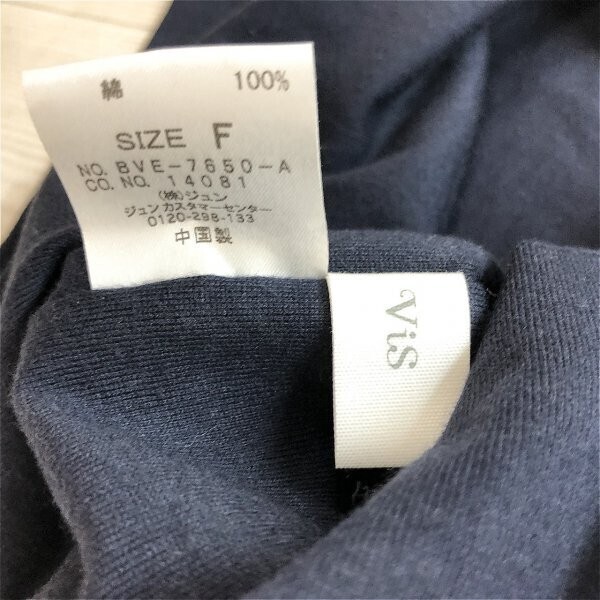 綿 100%
SIZE F
NO. BVE-7650-A
CO. NO. 14081
(株)ジュン
ジュン カスタマーセンター
0120-298-133
中国製
ViS